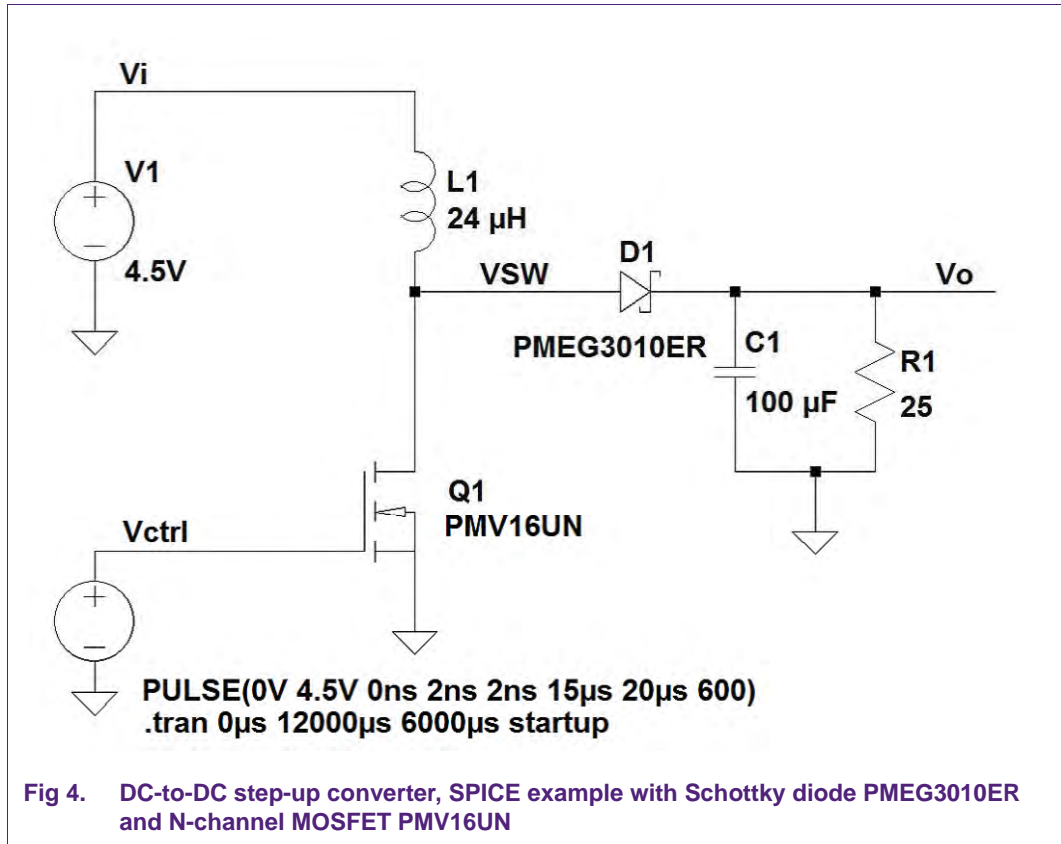 Vi
V1
+
−
4.5V
L1
24 µH
VSW
D1
PMEG3010ER
Vo
C1
100 µF
R1
25
Q1
PMV16UN
Vctrl
+
−
PULSE(0V 4.5V 0ns 2ns 2ns 15µs 20µs 600)
.tran 0µs 12000µs 6000µs startup
Fig 4. DC-to-DC step-up converter, SPICE example with Schottky diode PMEG3010ER
and N-channel MOSFET PMV16UN